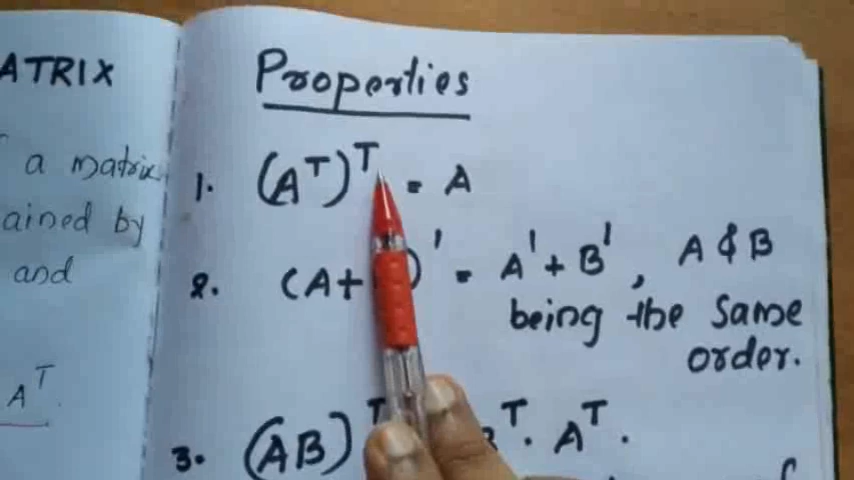 ATRIX
a matrix
ained by
and
A^T.
Properties
1. (A^T)^T = A
2. (A+ )' = A' + B', A & B
being the same
order.
3. (AB)^T B^T. A^T.